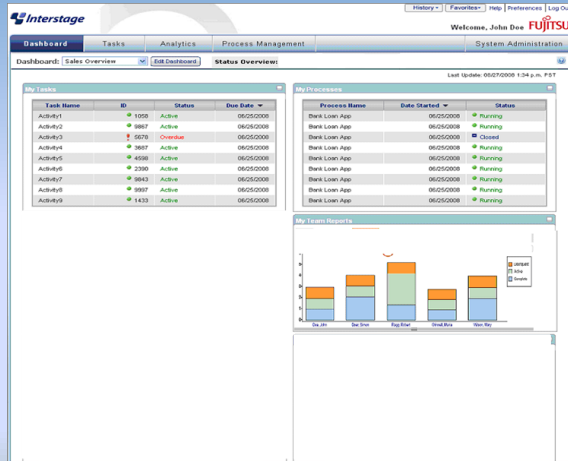 History Favorites Help Preferences Log Ou
Interstage
Welcome, John Doe FUJITSU
Dashboard Tasks Analytics Process Management System Administration
Dashboard: Sales Overview Edit Dashboard Status Overview:
Last Update: 06/27/2008 1:34 p.m. PST
My Tasks
Task Name ID Status Due Date
Activity1 1058 Active 06/25/2008
Activity2 9867 Active 06/25/2008
Activity3 5678 Overdue 06/25/2008
Activity4 3687 Active 06/25/2008
Activity5 4598 Active 06/25/2008
Activity6 2390 Active 06/25/2008
Activity7 9843 Active 06/25/2008
Activity8 9997 Active 06/25/2008
Activity9 1433 Active 06/25/2008
My Processes
Process Name Date Started Status
Bank Loan App 06/25/2008 Running
Bank Loan App 06/25/2008 Running
Bank Loan App 06/25/2008 Closed
Bank Loan App 06/25/2008 Running
Bank Loan App 06/25/2008 Running
Bank Loan App 06/25/2008 Running
Bank Loan App 06/25/2008 Running
Bank Loan App 06/25/2008 Running
Bank Loan App 06/25/2008 Running
My Team Reports
Complete
Doe, John